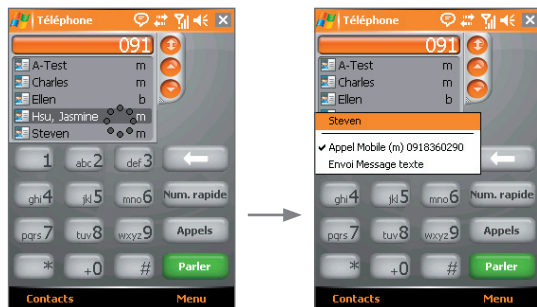 Téléphone
091
A-Test m
Charles m
Ellen b
Hsu, Jasmine m
Steven m
1 abc 2 def 3
ghi 4 jkl 5 mno 6 Num. rapide
pqrs 7 tuv 8 wxyz 9 Appels
* +0 # Parler
Contacts Menu
Téléphone
091
A-Test m
Charles m
Ellen b
Steven
Appel Mobile (m) 0918360290
Envoi Message texte
ghi 4 jkl 5 mno 6 Num. rapide
pqrs 7 tuv 8 wxyz 9 Appels
* +0 # Parler
Contacts Menu